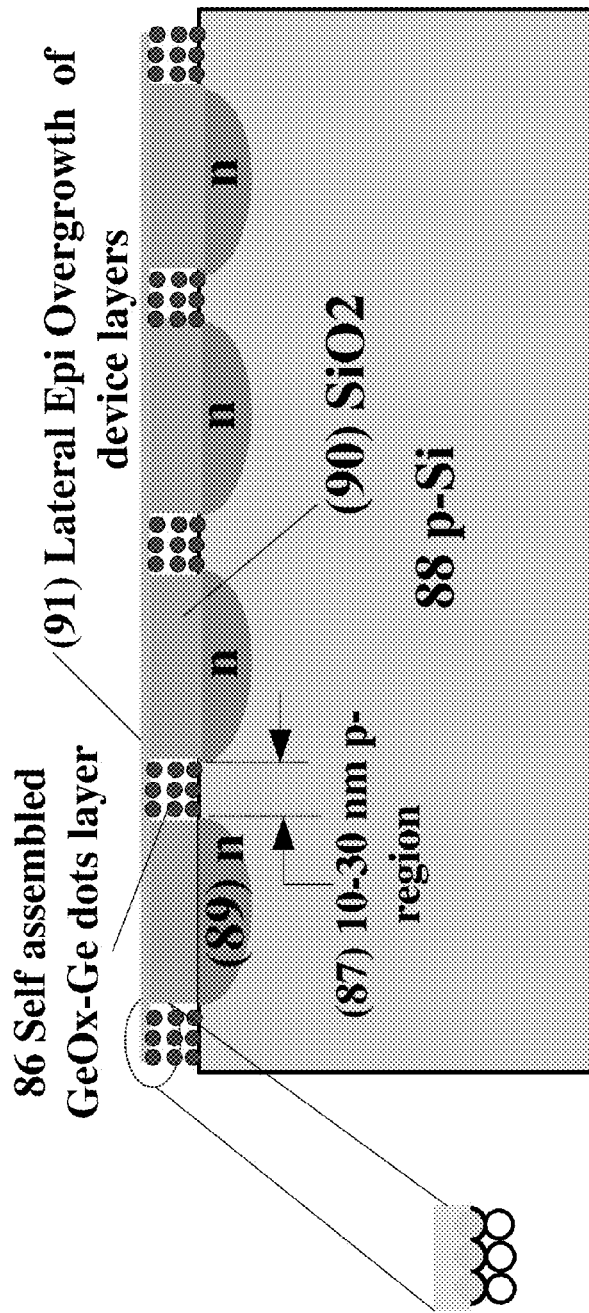 86 Self assembled
GeOx-Ge dots layer
(91) Lateral Epi Overgrowth of
device layers
(89) n
n
n
n
(87) 10-30 nm p-
region
(90) SiO2
88 p-Si